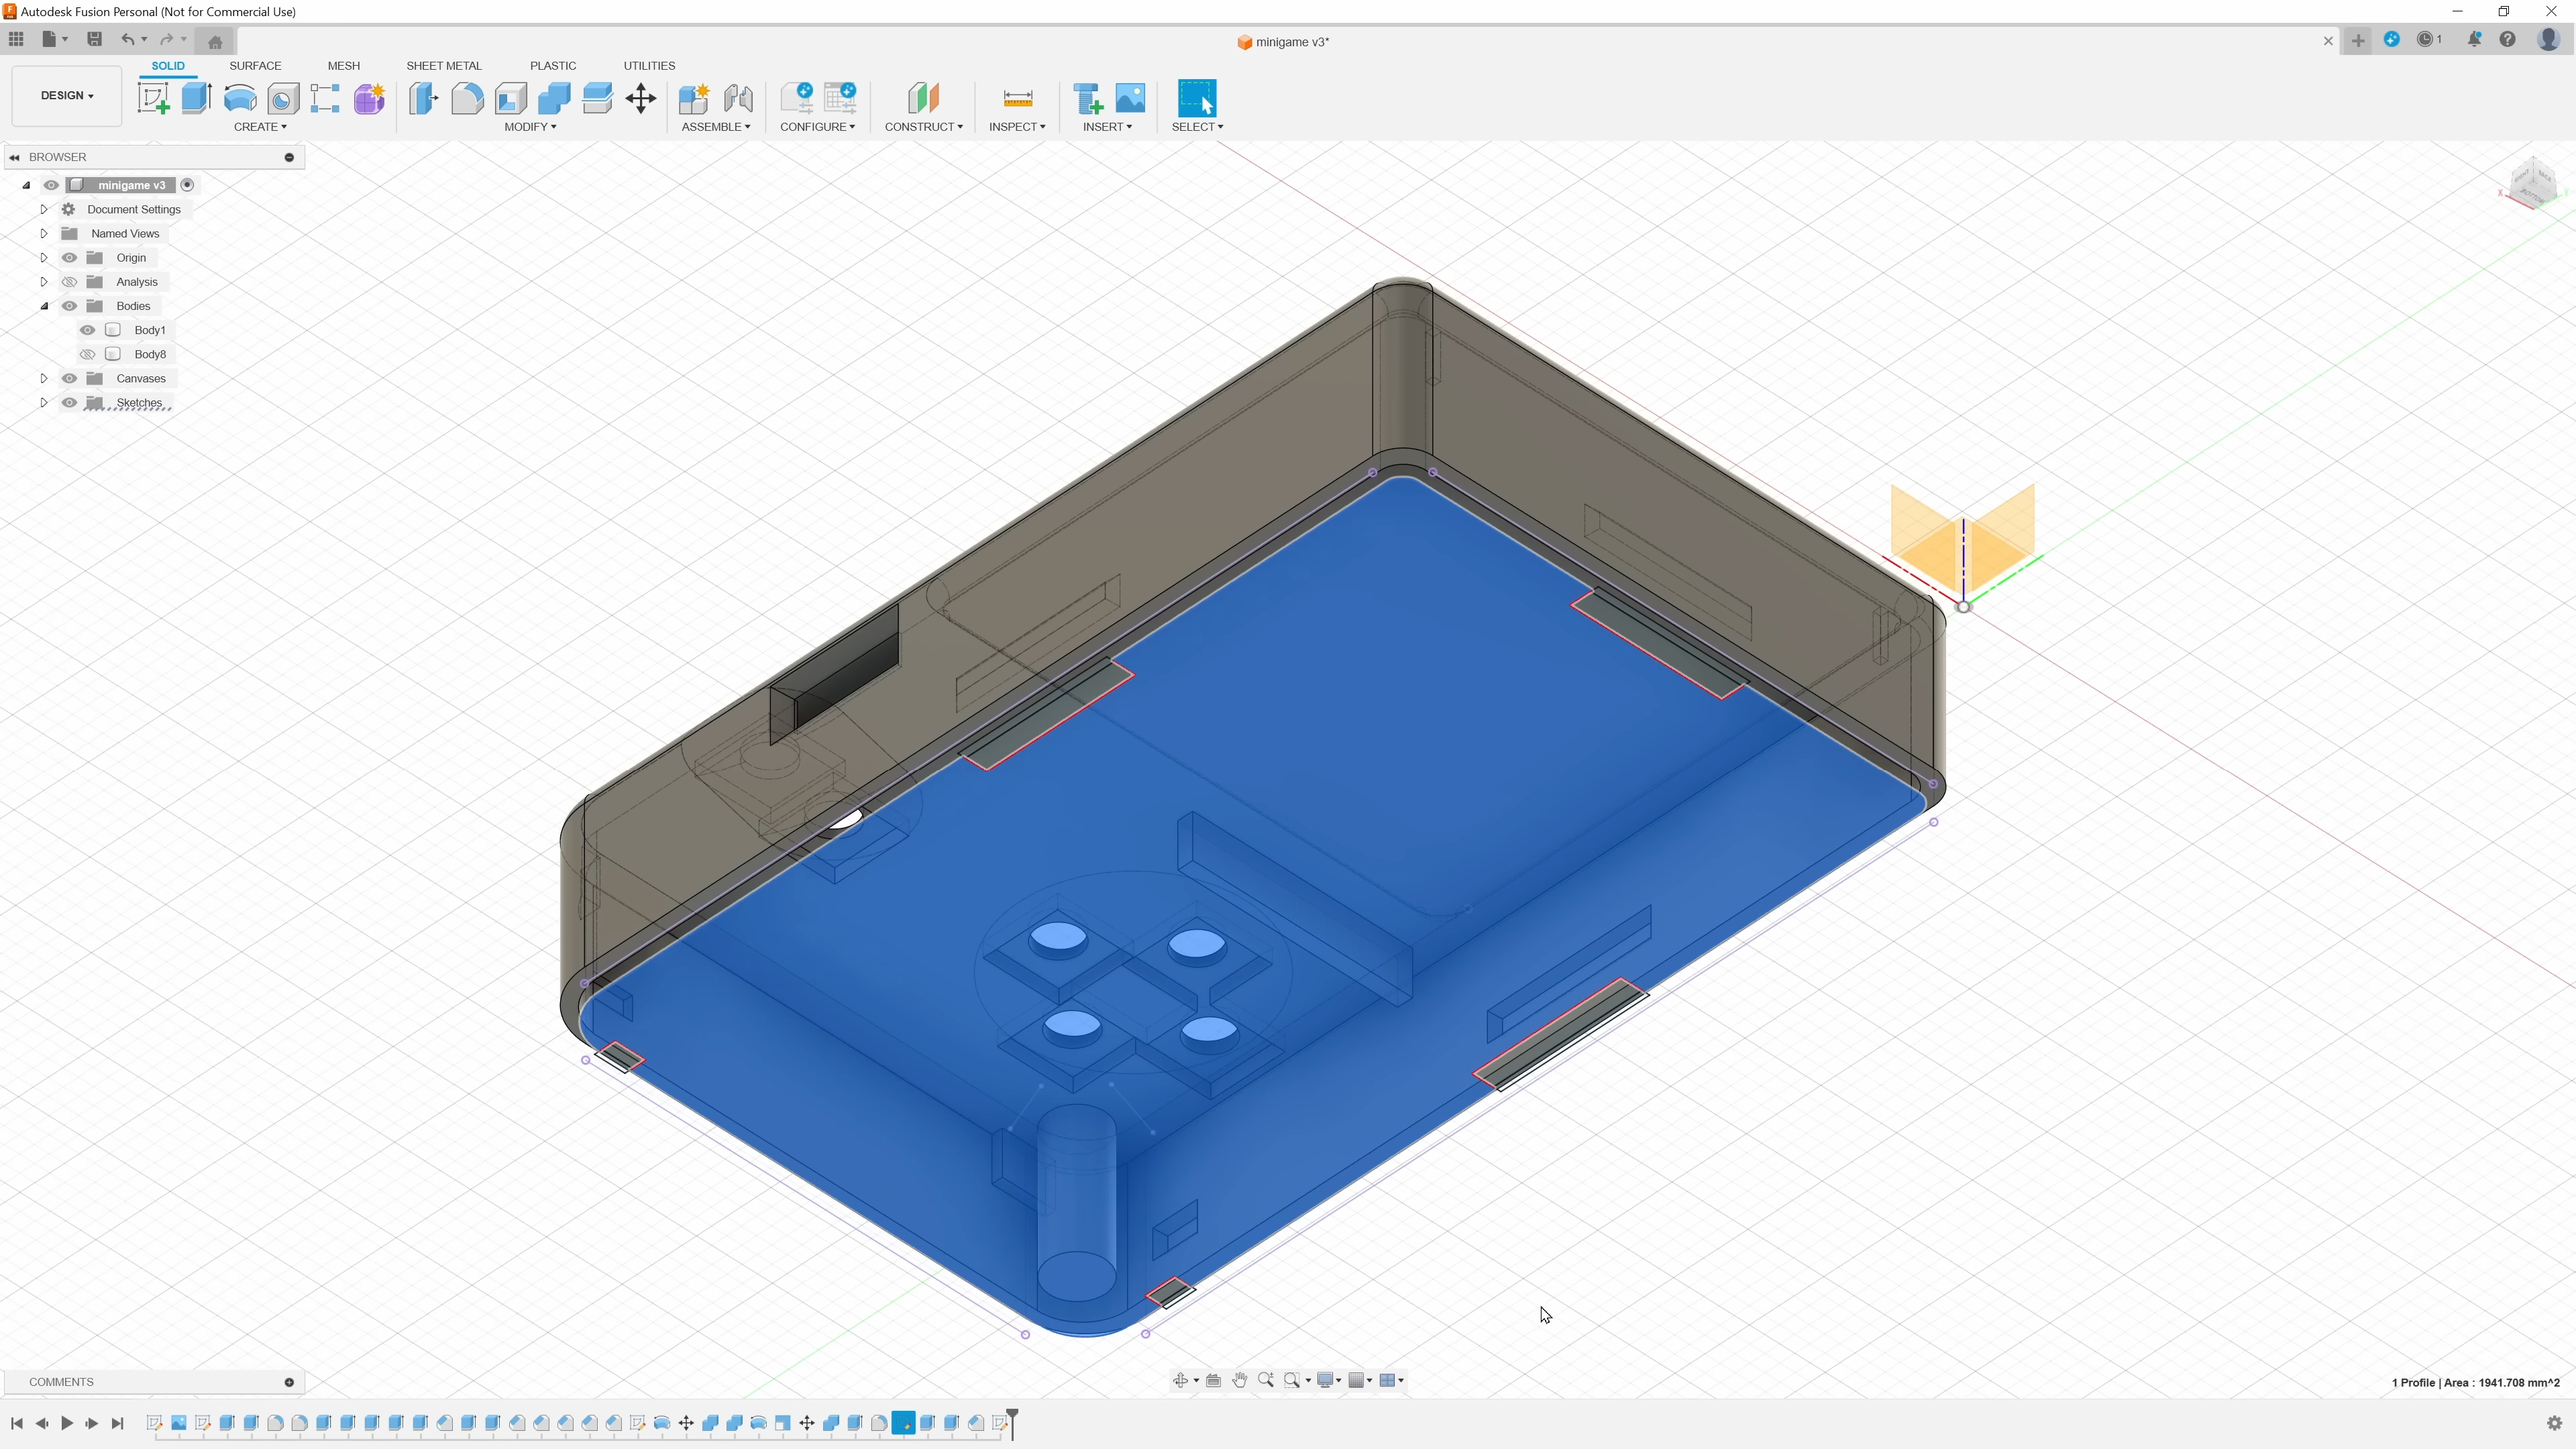 Autodesk Fusion Personal (Not for Commercial Use)
minigame v3*
1
SOLID SURFACE MESH SHEET METAL PLASTIC UTILITIES
DESIGN
CREATE MODIFY ASSEMBLE CONFIGURE CONSTRUCT INSPECT INSERT SELECT
BROWSER
minigame v3
Document Settings
Named Views
Origin
Analysis
Bodies
Body1
Body8
Canvases
Sketches
X
COMMENTS
1 Profile | Area : 1941.708 mm^2